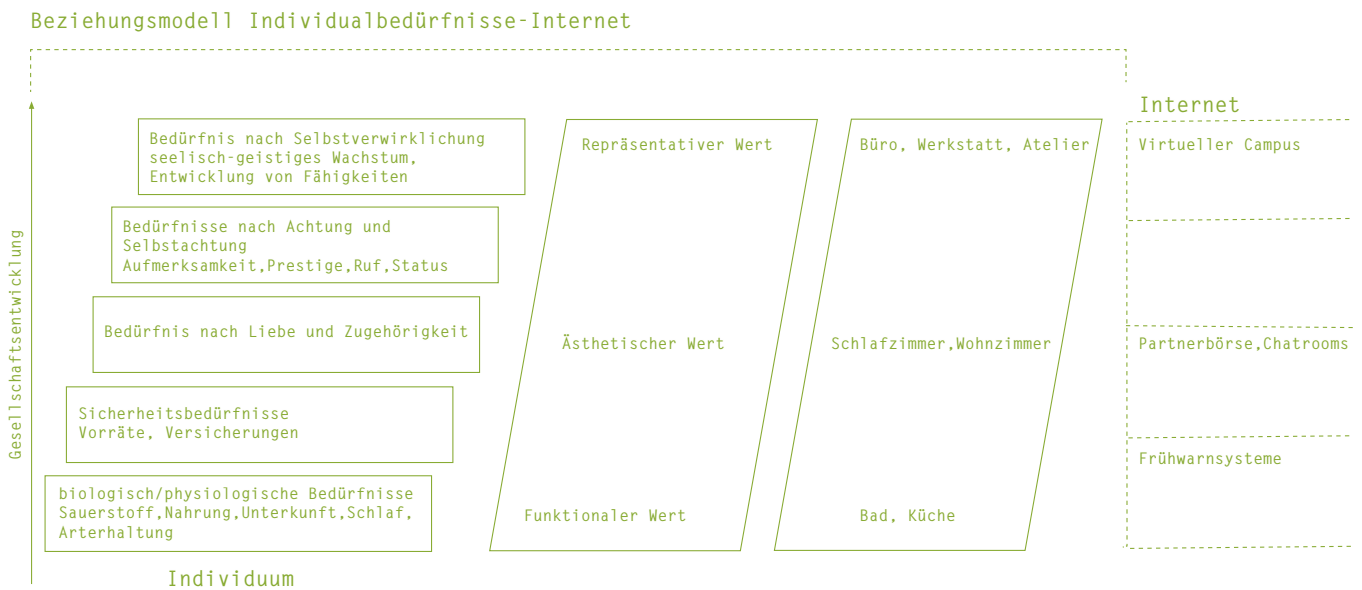 Beziehungsmodell Individualbedürfnisse-Internet
Gesellschaftsentwicklung
Bedürfnis nach Selbstverwirklichung
seelisch-geistiges Wachstum,
Entwicklung von Fähigkeiten
Bedürfnisse nach Achtung und
Selbstachtung
Aufmerksamkeit,Prestige,Ruf,Status
Bedürfnis nach Liebe und Zugehörigkeit
Sicherheitsbedürfnisse
Vorräte, Versicherungen
biologisch/physiologische Bedürfnisse
Sauerstoff,Nahrung,Unterkunft,Schlaf,
Arterhaltung
Individuum
Repräsentativer Wert
Ästhetischer Wert
Funktionaler Wert
Büro, Werkstatt, Atelier
Schlafzimmer,Wohnzimmer
Bad, Küche
Internet
Virtueller Campus
Partnerbörse,Chatrooms
Frühwarnsysteme